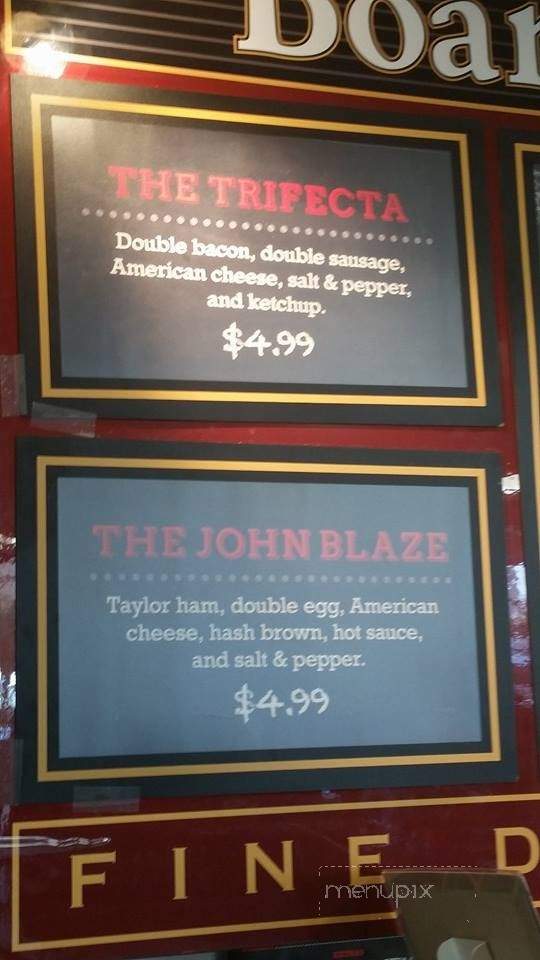 Boar
THE TRIFECTA
Double bacon, double sausage,
American cheese, salt & pepper,
and ketchup.
$4.99
THE JOHN BLAZE
Taylor ham, double egg, American
cheese, hash brown, hot sauce,
and salt & pepper.
$4.99
FINE D
menupix